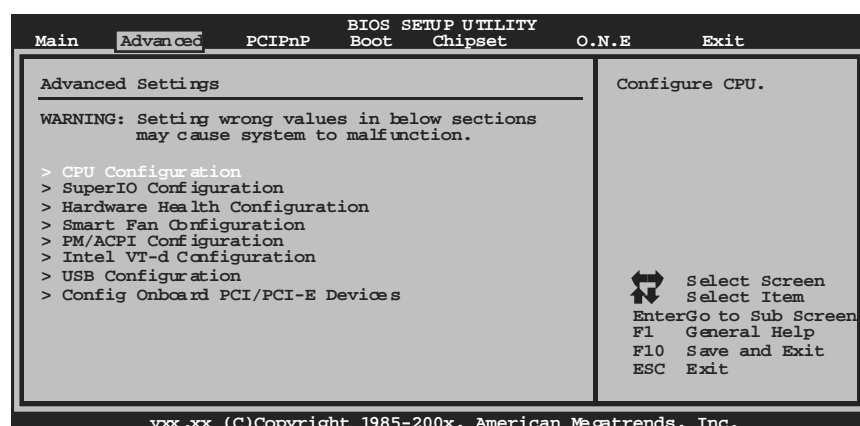 BIOS SETUP UTILITY
Main Advanced PCIPnP Boot Chipset O.N.E Exit
Advanced Settings
WARNING: Setting wrong values in below sections
may cause system to malfunction.
> CPU Configuration
> SuperIO Configuration
> Hardware Health Configuration
> Smart Fan Configuration
> PM/ACPI Configuration
> Intel VT-d Configuration
> USB Configuration
> Config Onboard PCI/PCI-E Devices
Configure CPU.
Select Screen
Select Item
Enter Go to Sub Screen
F1 General Help
F10 Save and Exit
ESC Exit
vxx.xx (C)Copyright 1985-200x, American Megatrends, Inc.